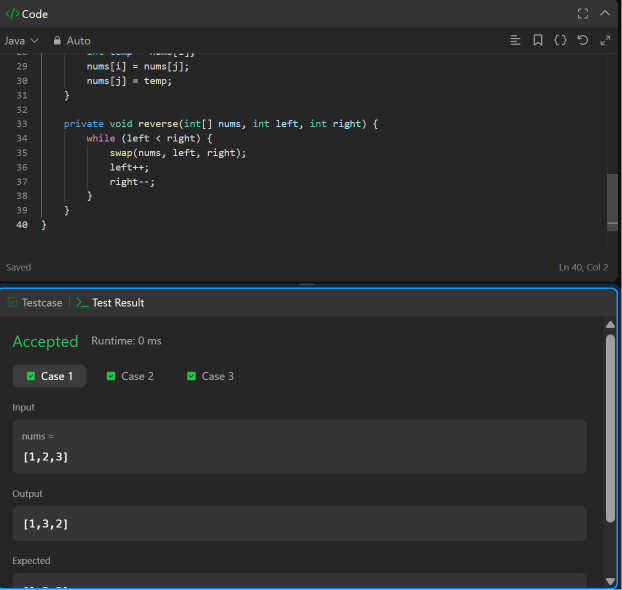 </> Code
Java Auto
29 nums[i] = nums[j];
30 nums[j] = temp;
31 }
32
33 private void reverse(int[] nums, int left, int right) {
34 while (left < right) {
35 swap(nums, left, right);
36 left++;
37 right--;
38 }
39 }
40 }
Saved Ln 40, Col 2
Testcase | >_ Test Result
Accepted Runtime: 0 ms
Case 1 Case 2 Case 3
Input
nums =
[1,2,3]
Output
[1,3,2]
Expected